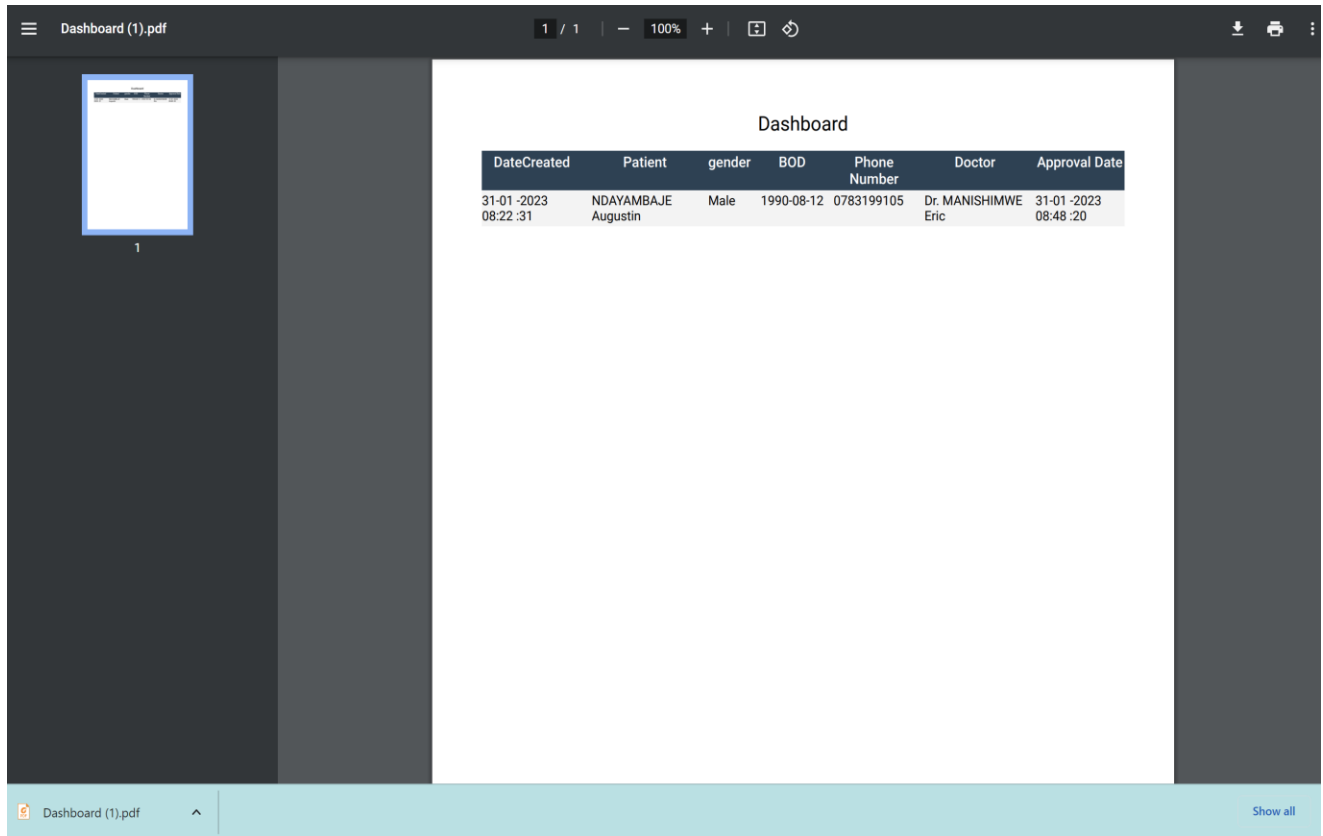 Dashboard (1).pdf
1 / 1
100%
Dashboard
DateCreated Patient gender BOD Phone Number Doctor Approval Date
31-01 -2023 08:22 :31 NDAYAMBAJE Augustin Male 1990-08-12 0783199105 Dr. MANISHIMWE Eric 31-01 -2023 08:48 :20
1
Dashboard (1).pdf
Show all